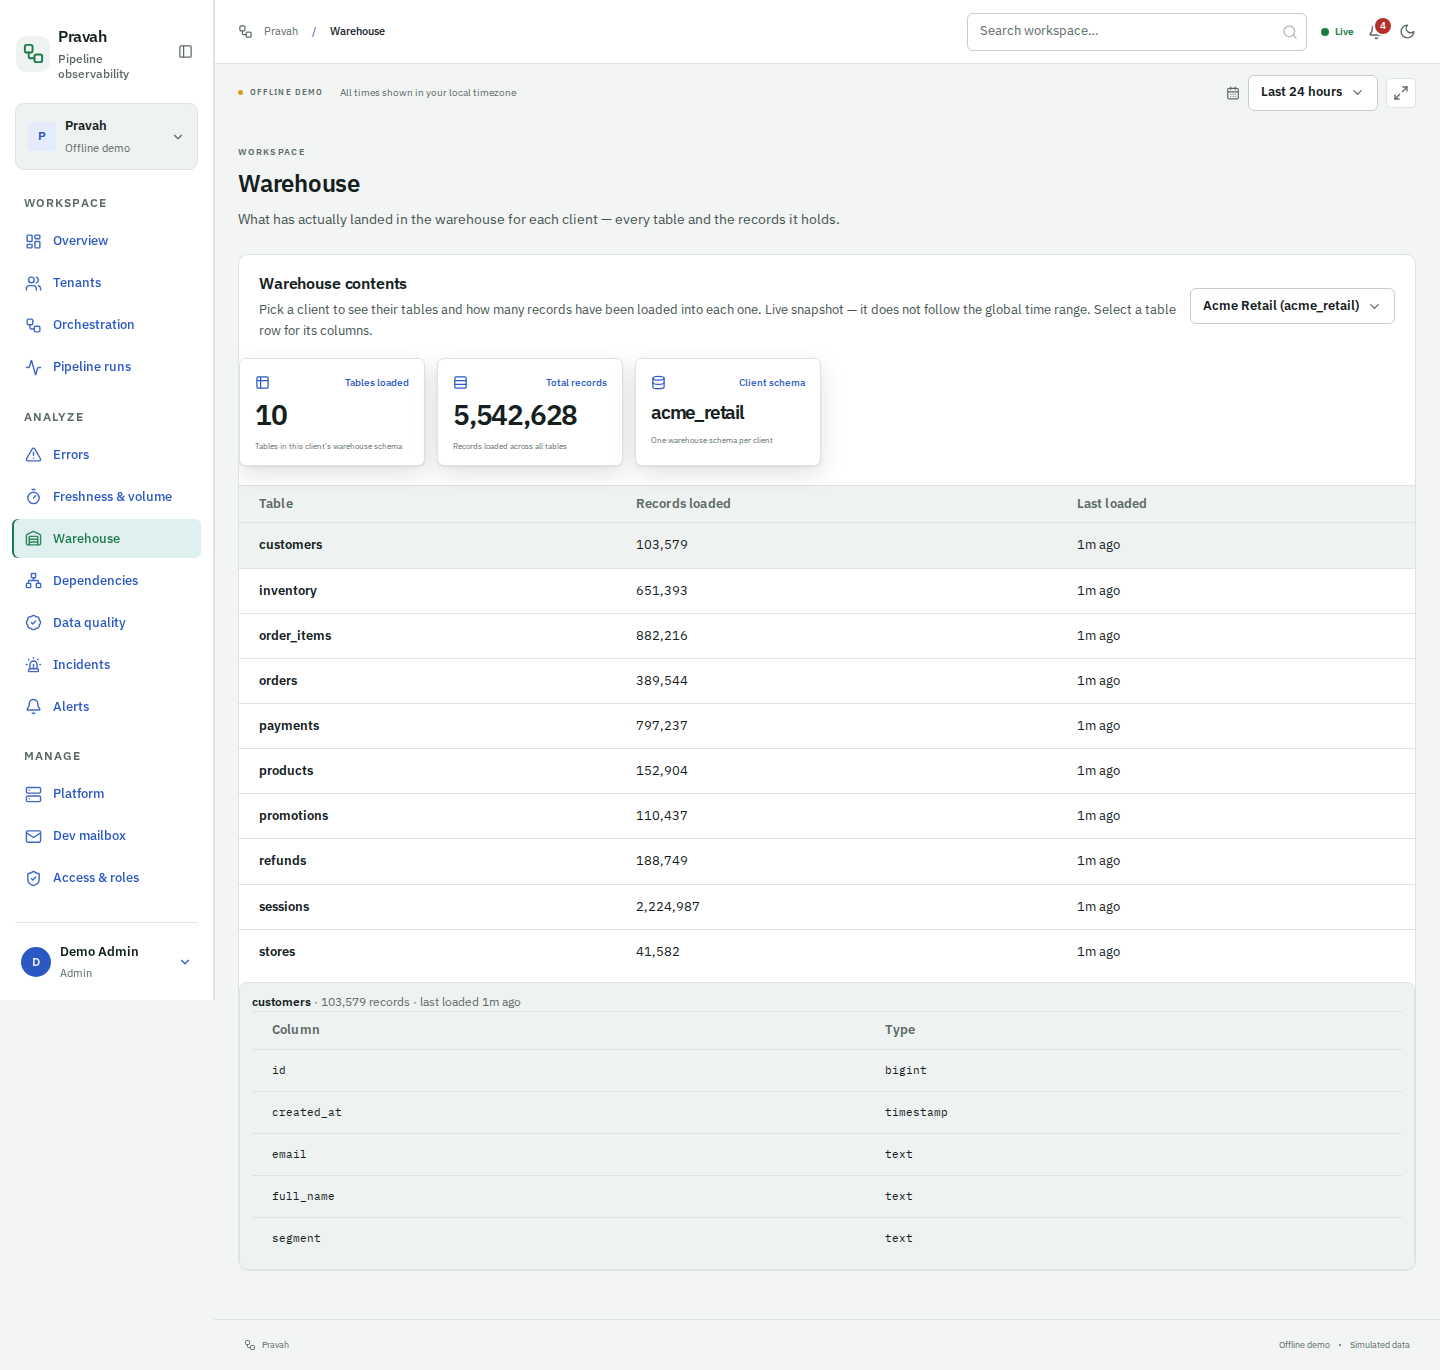 Pravah
Pipeline
observability
P
Pravah
Offline demo
WORKSPACE
Overview
Tenants
Orchestration
Pipeline runs
ANALYZE
Errors
Freshness & volume
Warehouse
Dependencies
Data quality
Incidents
Alerts
MANAGE
Platform
Dev mailbox
Access & roles
D
Demo Admin
Admin
Pravah / Warehouse
Search workspace...
Live
4
OFFLINE DEMO All times shown in your local timezone
Last 24 hours
WORKSPACE
Warehouse
What has actually landed in the warehouse for each client — every table and the records it holds.
Warehouse contents
Pick a client to see their tables and how many records have been loaded into each one. Live snapshot — it does not follow the global time range. Select a table
row for its columns.
Acme Retail (acme_retail)
Tables loaded
10
Tables in this client's warehouse schema
Total records
5,542,628
Records loaded across all tables
Client schema
acme_retail
One warehouse schema per client
Table Records loaded Last loaded
customers 103,579 1m ago
inventory 651,393 1m ago
order_items 882,216 1m ago
orders 389,544 1m ago
payments 797,237 1m ago
products 152,904 1m ago
promotions 110,437 1m ago
refunds 188,749 1m ago
sessions 2,224,987 1m ago
stores 41,582 1m ago
customers · 103,579 records · last loaded 1m ago
Column Type
id bigint
created_at timestamp
email text
full_name text
segment text
Pravah
Offline demo • Simulated data